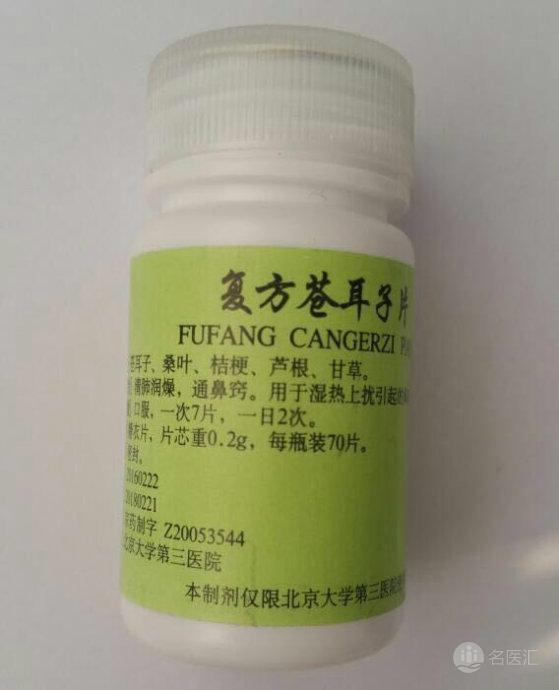 复方苍耳子片
FUFANG CANGERZI
苍耳子、桑叶、桔梗、芦根、甘草。
清肺润燥，通鼻窍。用于湿热上扰引起的
口服，一次7片，一日2次。
糖衣片，片芯重0.2g，每瓶装70片。
密封。
20160222
20180221
京药制字 Z20053544
北京大学第三医院
本制剂仅限北京大学第三医院
名医汇